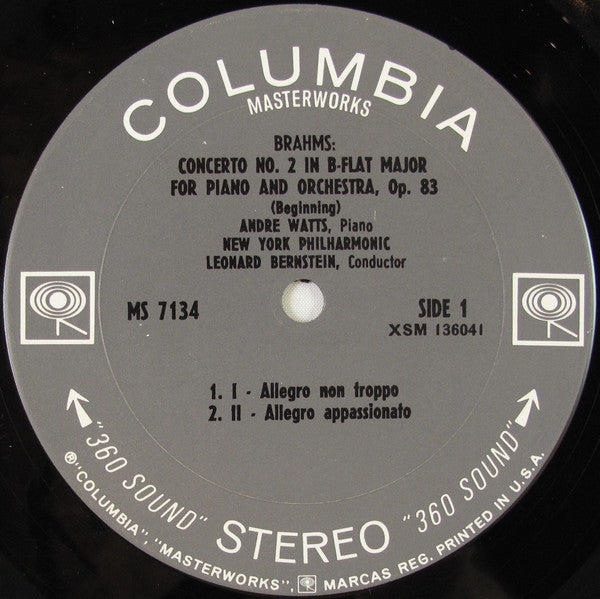 COLUMBIA
MASTERWORKS
BRAHMS:
CONCERTO NO. 2 IN B-FLAT MAJOR
FOR PIANO AND ORCHESTRA, Op. 83
(Beginning)
ANDRE WATTS, Piano
NEW YORK PHILHARMONIC
LEONARD BERNSTEIN, Conductor
MS 7134
SIDE 1
XSM 136041
1. I - Allegro non troppo
2. II - Allegro appassionato
"360 SOUND" STEREO "360 SOUND"
®"COLUMBIA", "MASTERWORKS", MARCAS REG. PRINTED IN U.S.A.